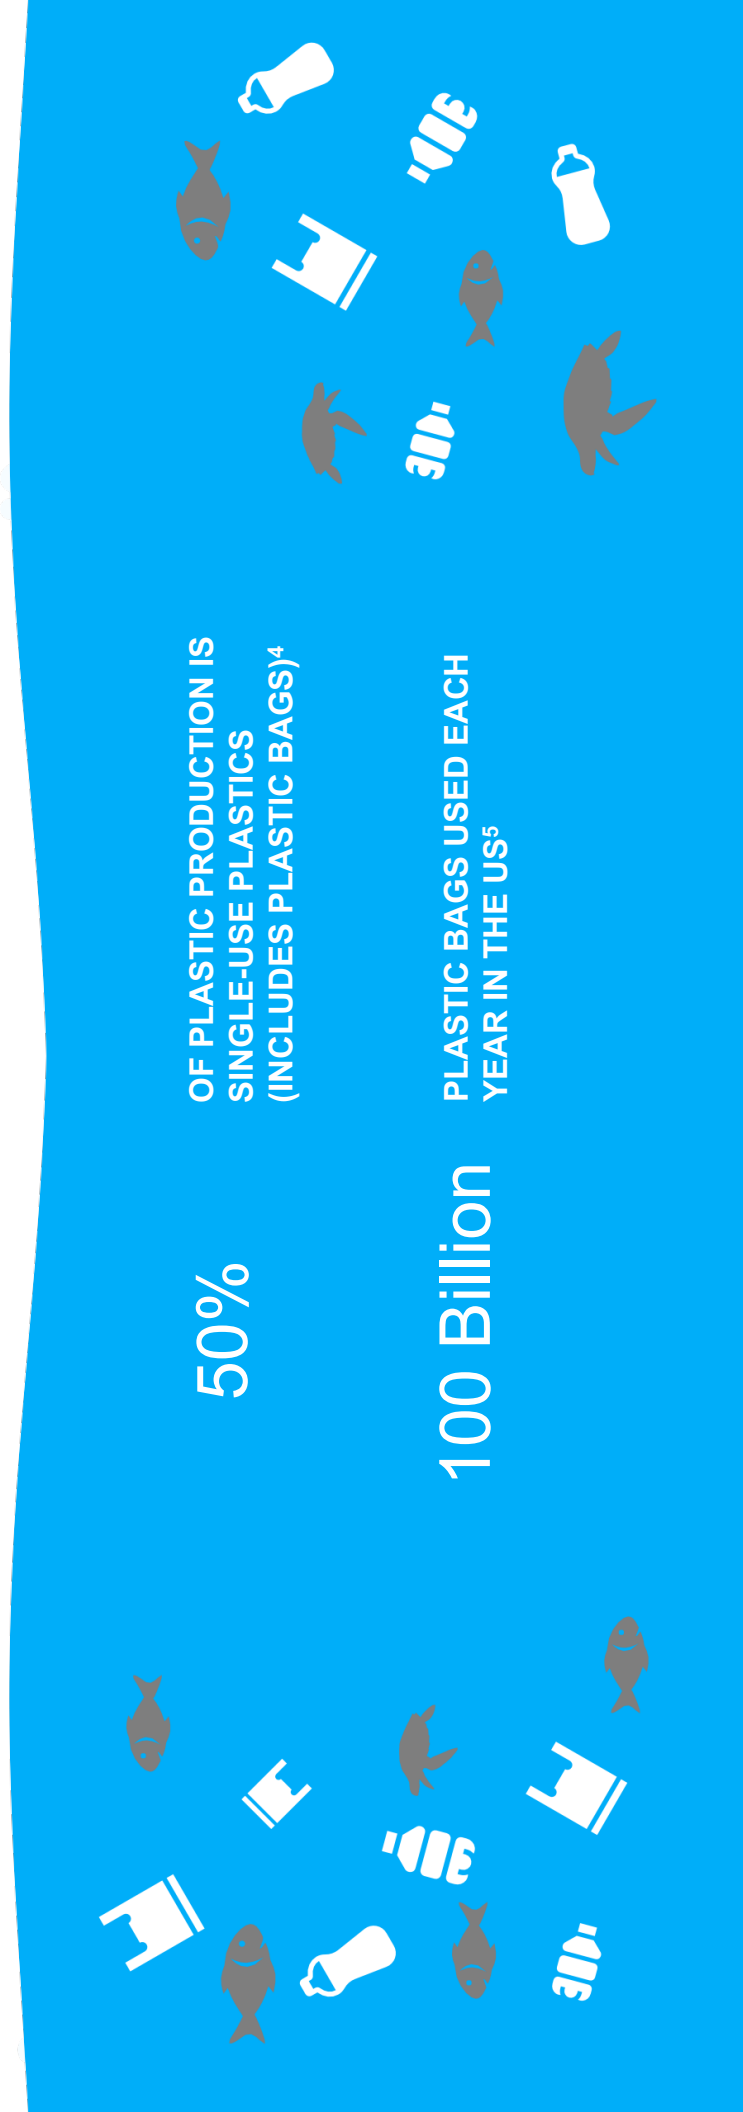 50%
OF PLASTIC PRODUCTION IS
SINGLE-USE PLASTICS
(INCLUDES PLASTIC BAGS)⁴
100 Billion
PLASTIC BAGS USED EACH
YEAR IN THE US⁵